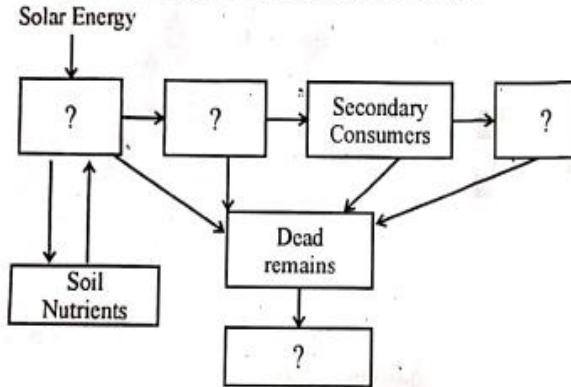 Solar Energy
?
?
Secondary
Consumers
?
Dead
remains
Soil
Nutrients
?